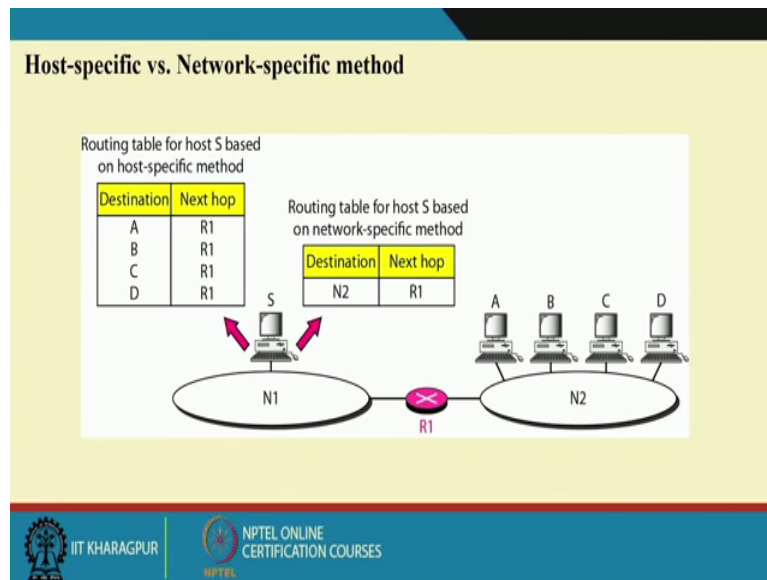 Host-specific vs. Network-specific method
Routing table for host S based
on host-specific method
Destination Next hop
A R1
B R1
C R1
D R1
Routing table for host S based
on network-specific method
Destination Next hop
N2 R1
S
A B C D
N1
R1
N2
IIT KHARAGPUR
NPTEL
NPTEL ONLINE
CERTIFICATION COURSES